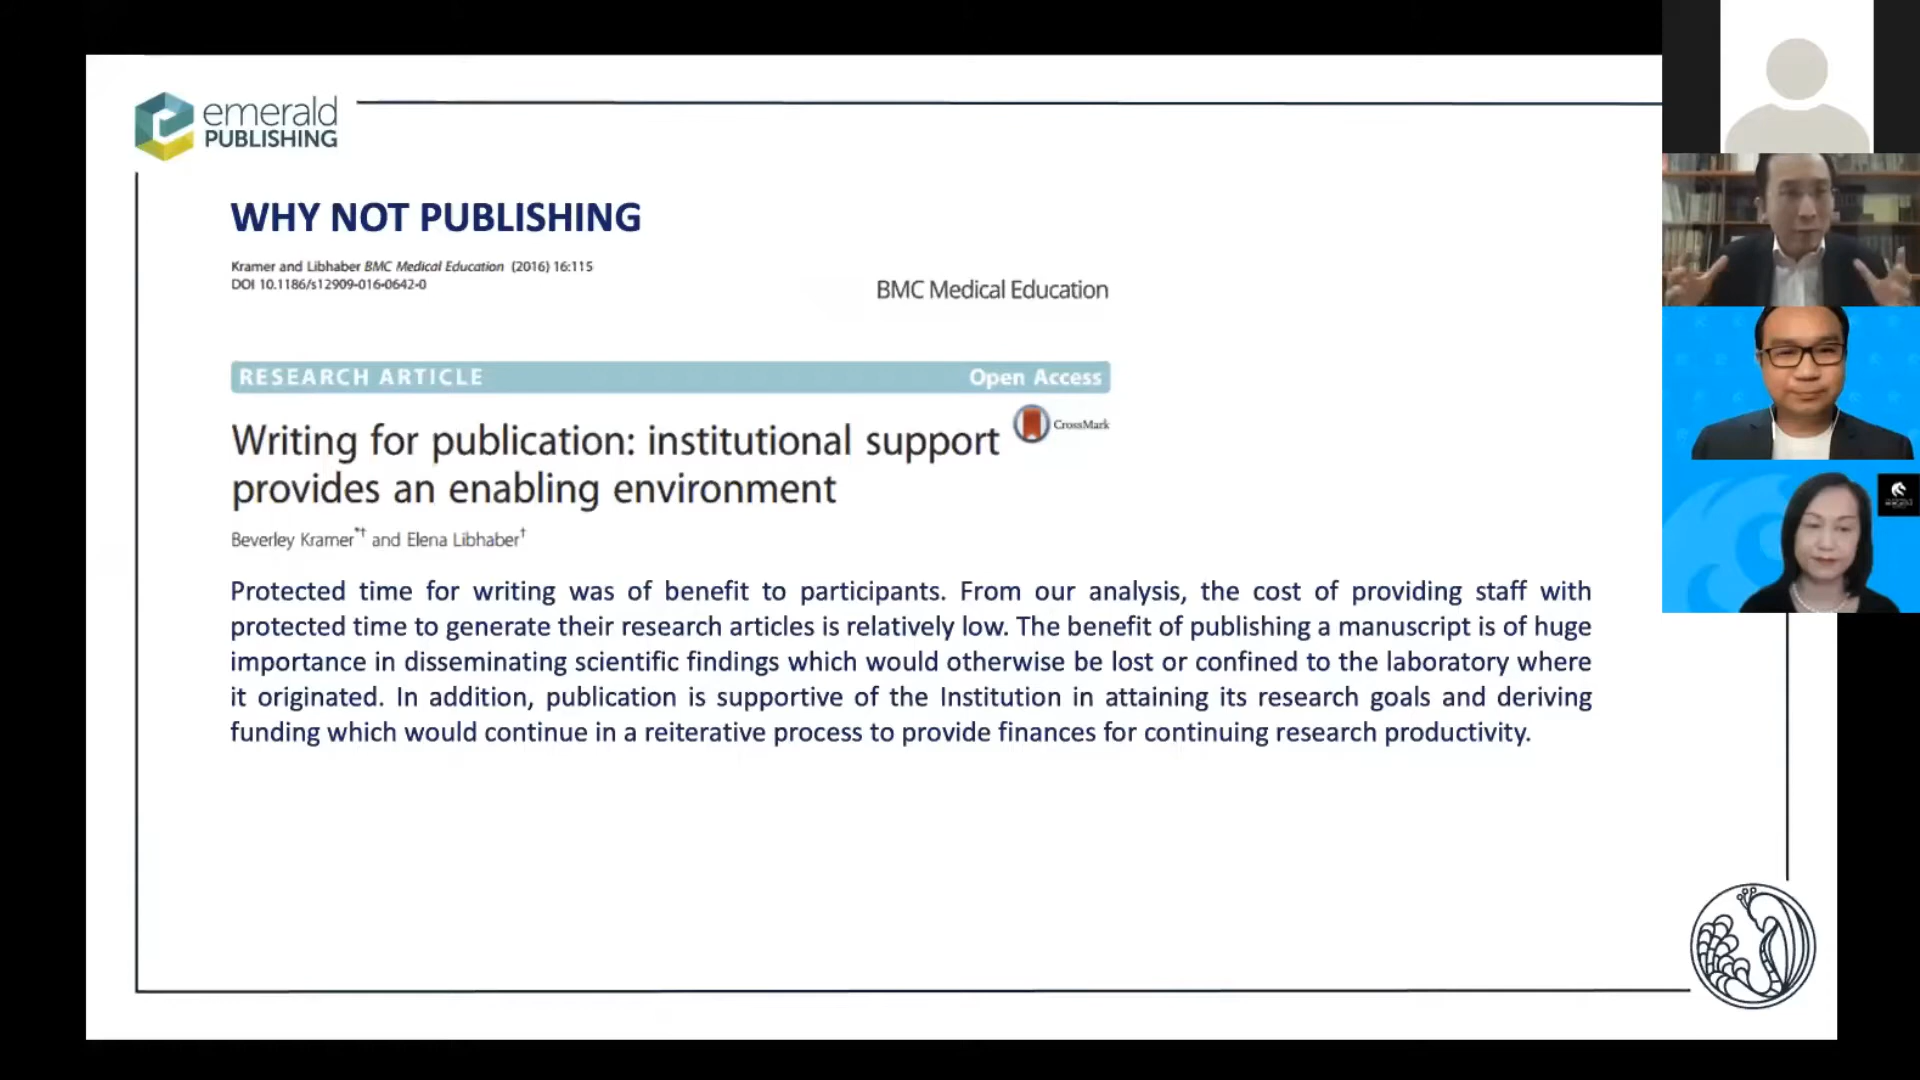 emerald
PUBLISHING
WHY NOT PUBLISHING
Kramer and Libhaber BMC Medical Education (2016) 16:115
DOI 10.1186/s12909-016-0642-0
BMC Medical Education
RESEARCH ARTICLE Open Access
Writing for publication: institutional support
provides an enabling environment
CrossMark
Beverley Kramer*† and Elena Libhaber†
Protected time for writing was of benefit to participants. From our analysis, the cost of providing staff with
protected time to generate their research articles is relatively low. The benefit of publishing a manuscript is of huge
importance in disseminating scientific findings which would otherwise be lost or confined to the laboratory where
it originated. In addition, publication is supportive of the Institution in attaining its research goals and deriving
funding which would continue in a reiterative process to provide finances for continuing research productivity.